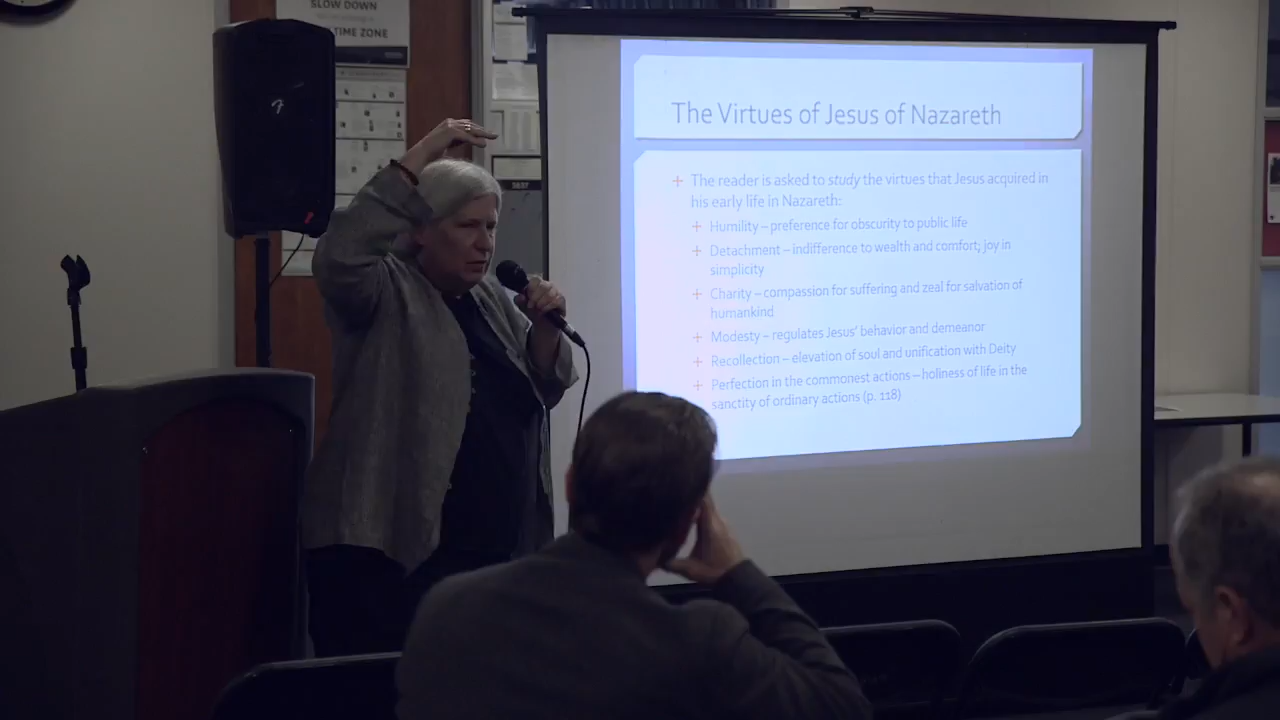 SLOW DOWN
TIME ZONE
The Virtues of Jesus of Nazareth
The reader is asked to study the virtues that Jesus acquired in
his early life in Nazareth:
Humility – preference for obscurity to public life
Detachment – indifference to wealth and comfort; joy in
simplicity
Charity – compassion for suffering and zeal for salvation of
humankind
Modesty – regulates Jesus' behavior and demeanor
Recollection – elevation of soul and unification with Deity
Perfection in the commonest actions – holiness of life in the
sanctity of ordinary actions (p. 118)